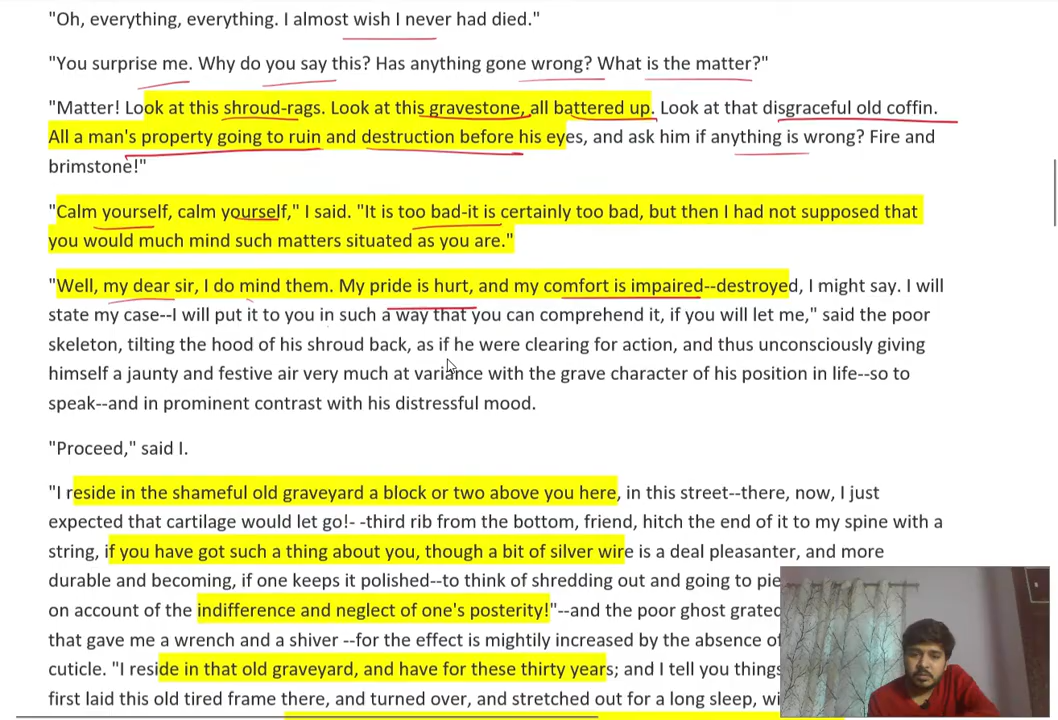 "Oh, everything, everything. I almost wish I never had died."
"You surprise me. Why do you say this? Has anything gone wrong? What is the matter?"
"Matter! Look at this shroud-rags. Look at this gravestone, all battered up. Look at that disgraceful old coffin.
All a man's property going to ruin and destruction before his eyes, and ask him if anything is wrong? Fire and
brimstone!"
"Calm yourself, calm yourself," I said. "It is too bad-it is certainly too bad, but then I had not supposed that
you would much mind such matters situated as you are."
"Well, my dear sir, I do mind them. My pride is hurt, and my comfort is impaired--destroyed, I might say. I will
state my case--I will put it to you in such a way that you can comprehend it, if you will let me," said the poor
skeleton, tilting the hood of his shroud back, as if he were clearing for action, and thus unconsciously giving
himself a jaunty and festive air very much at variance with the grave character of his position in life--so to
speak--and in prominent contrast with his distressful mood.
"Proceed," said I.
"I reside in the shameful old graveyard a block or two above you here, in this street--there, now, I just
expected that cartilage would let go!- -third rib from the bottom, friend, hitch the end of it to my spine with a
string, if you have got such a thing about you, though a bit of silver wire is a deal pleasanter, and more
durable and becoming, if one keeps it polished--to think of shredding out and going to pie
on account of the indifference and neglect of one's posterity!"--and the poor ghost grated
that gave me a wrench and a shiver --for the effect is mightily increased by the absence of
cuticle. "I reside in that old graveyard, and have for these thirty years; and I tell you things
first laid this old tired frame there, and turned over, and stretched out for a long sleep, wi